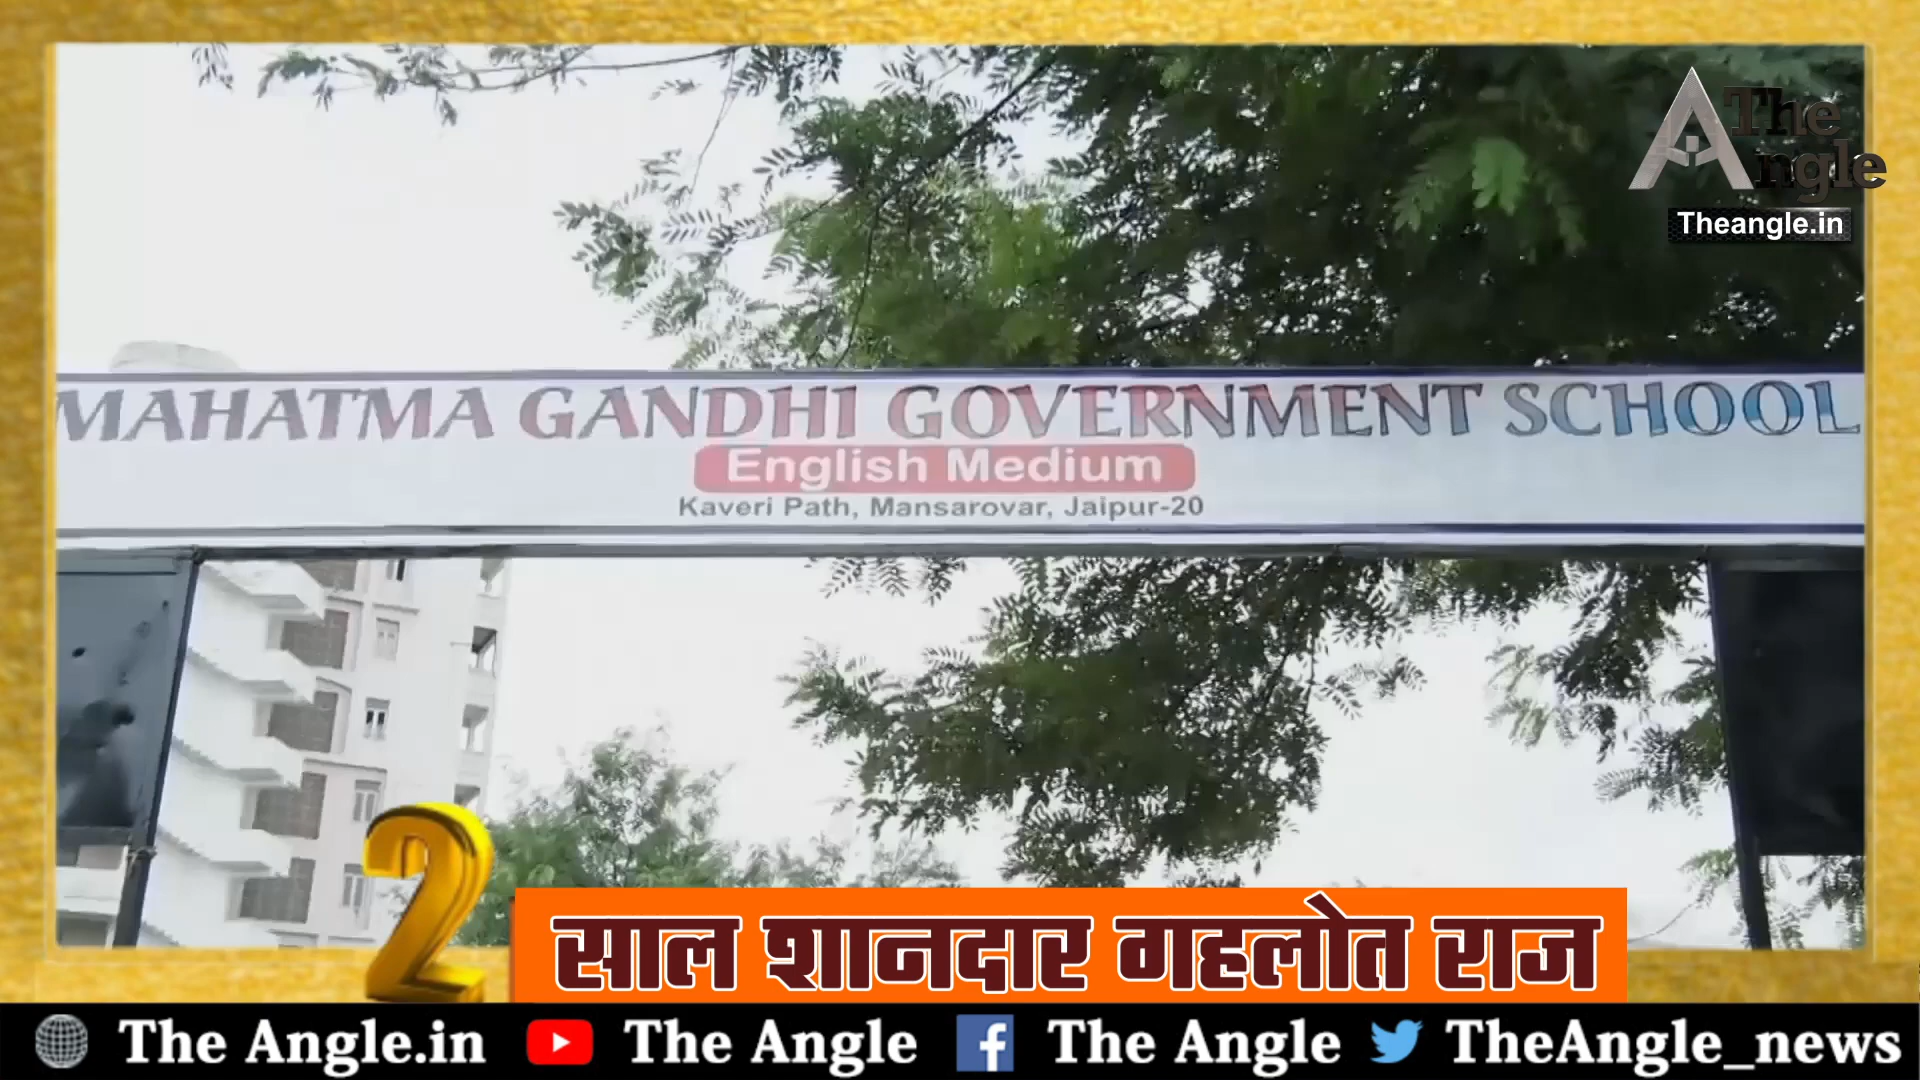 The
Angle
Theangle.in
MAHATMA GANDHI GOVERNMENT SCHOOL
English Medium
Kaveri Path, Mansarovar, Jaipur-20
2 साल शानदार गहलोत राज
The Angle.in The Angle The Angle TheAngle_news